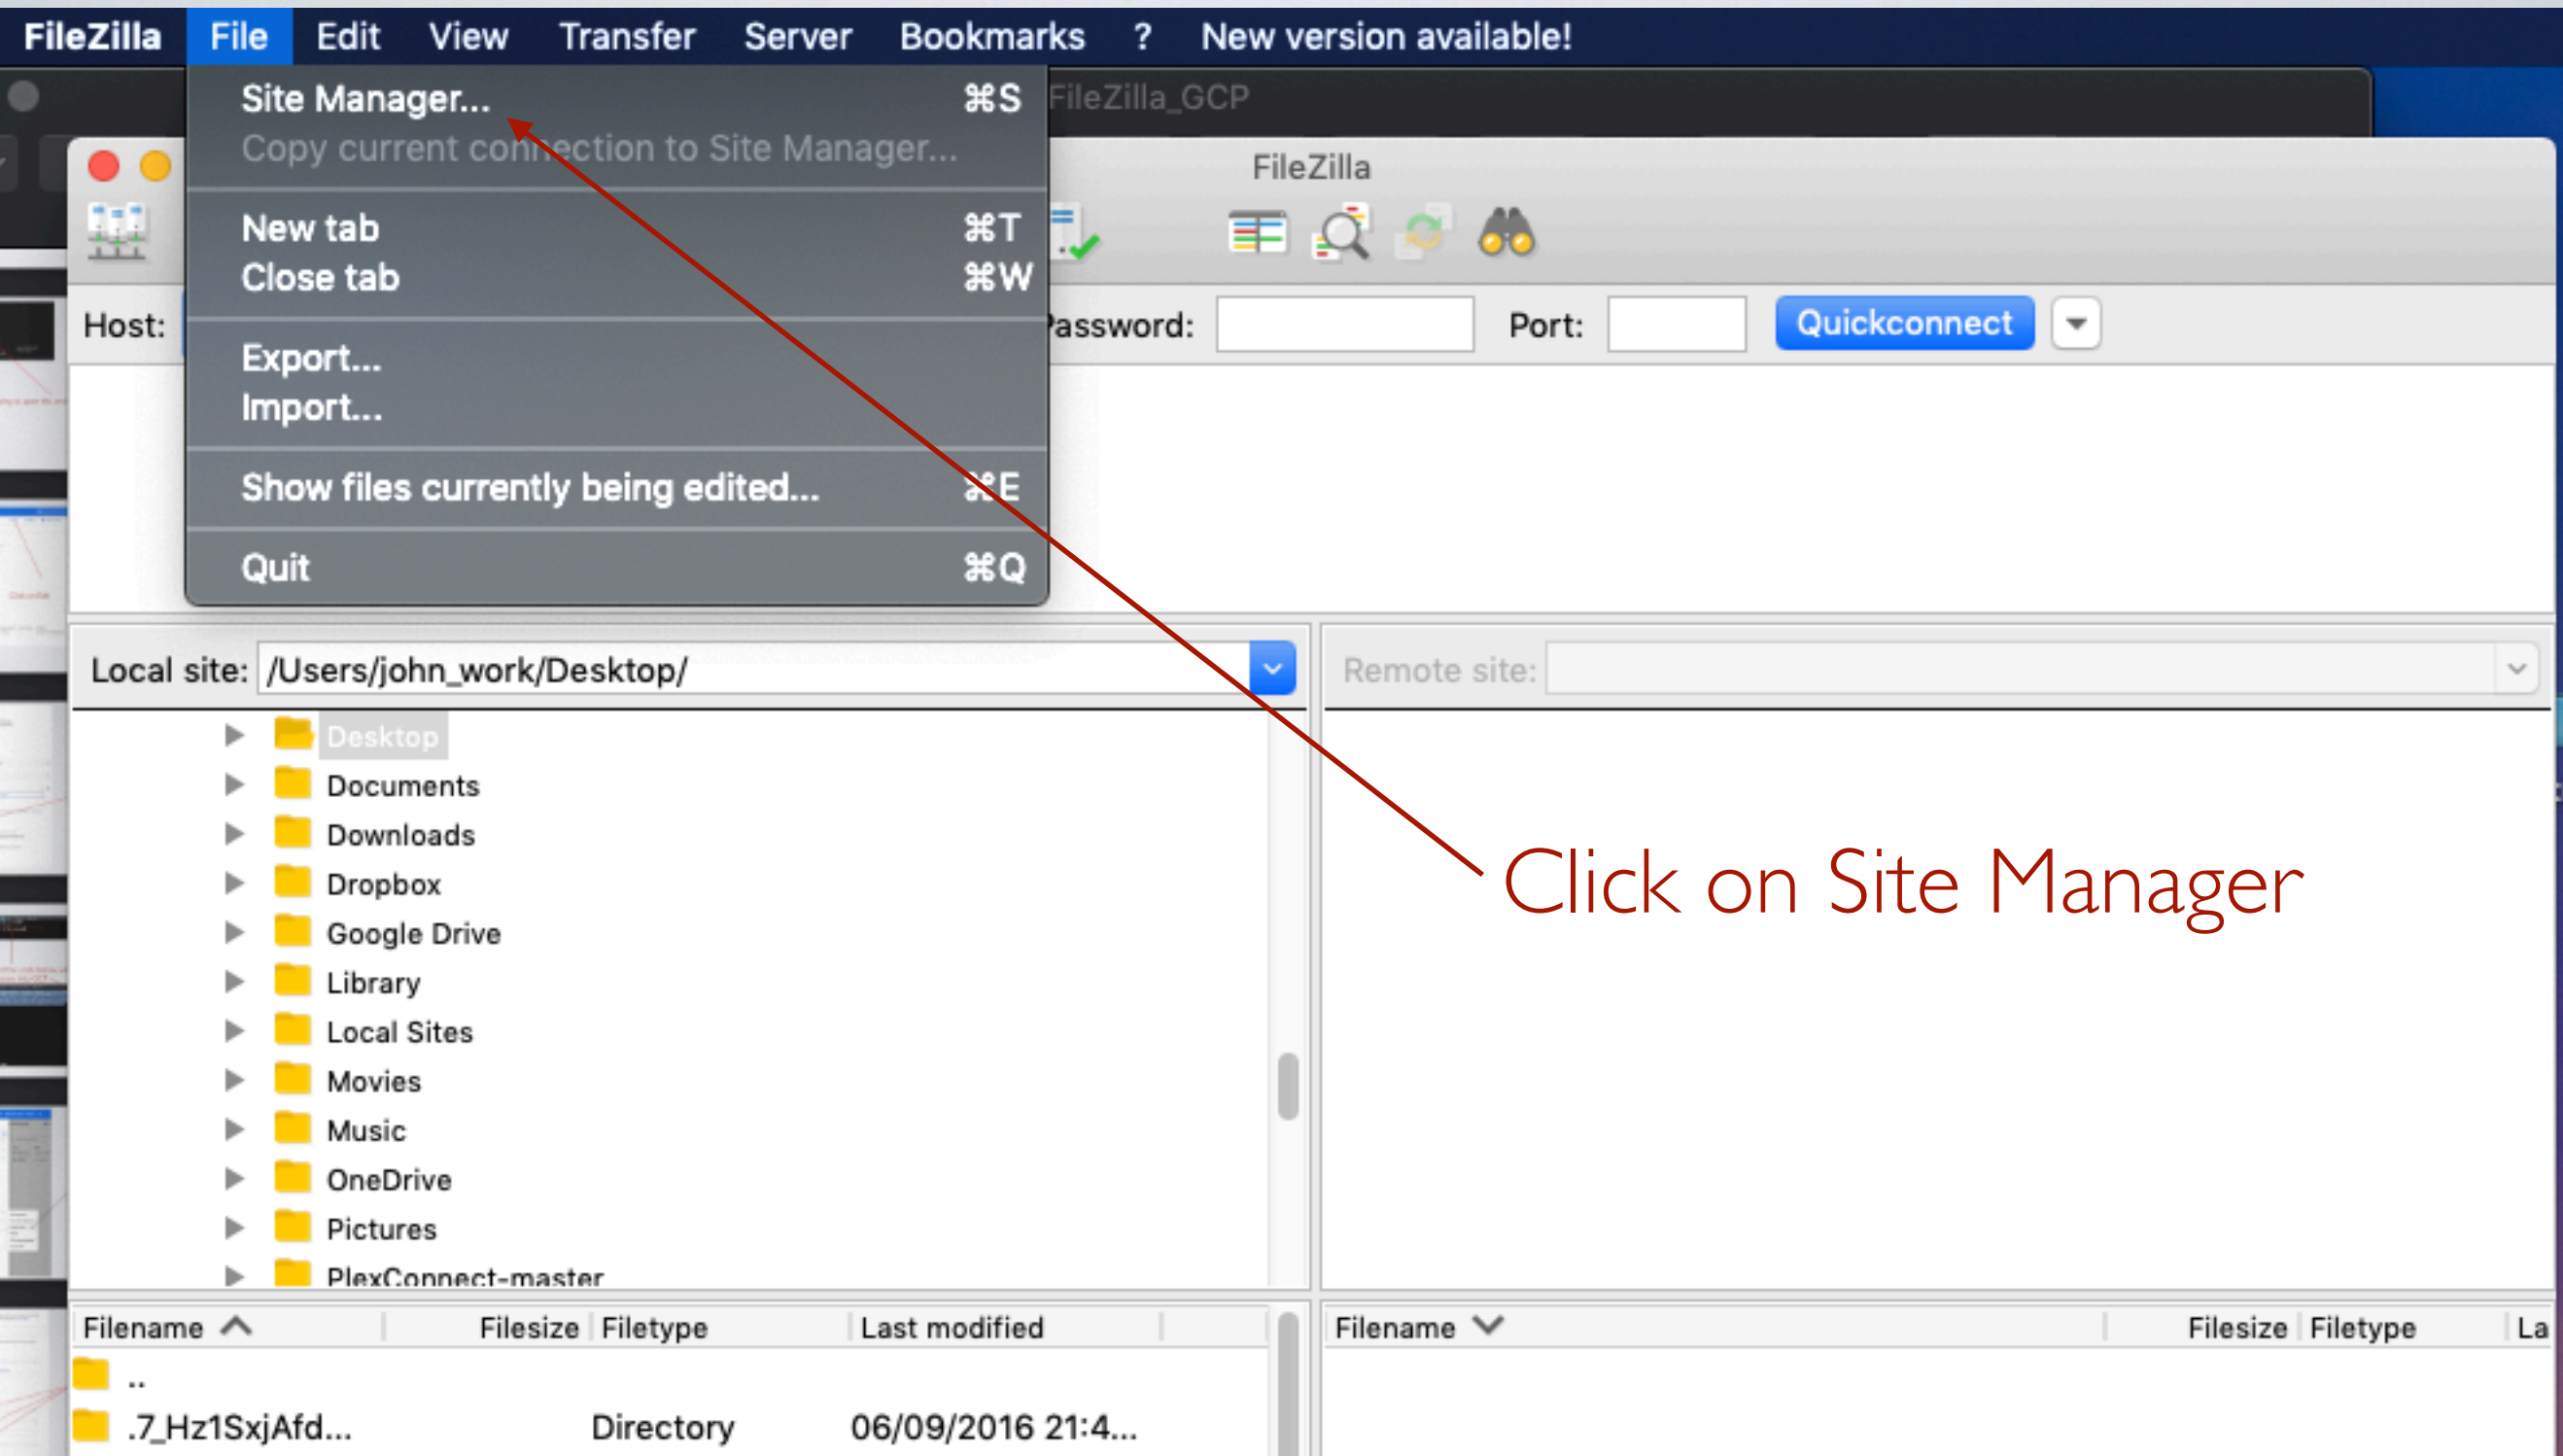 FileZilla File Edit View Transfer Server Bookmarks ? New version available!
FileZilla_GCP
Site Manager... ⌘S
Copy current connection to Site Manager...
New tab ⌘T
Close tab ⌘W
Export...
Import...
Show files currently being edited... ⌘E
Quit ⌘Q
FileZilla
Host: Password: Port: Quickconnect
Local site: /Users/john_work/Desktop/
Remote site:
Desktop
Documents
Downloads
Dropbox
Google Drive
Library
Local Sites
Movies
Music
OneDrive
Pictures
PlexConnect-master
Click on Site Manager
Filename Filesize Filetype Last modified
..
.7_Hz1SxjAfd... Directory 06/09/2016 21:4...
Filename Filesize Filetype La